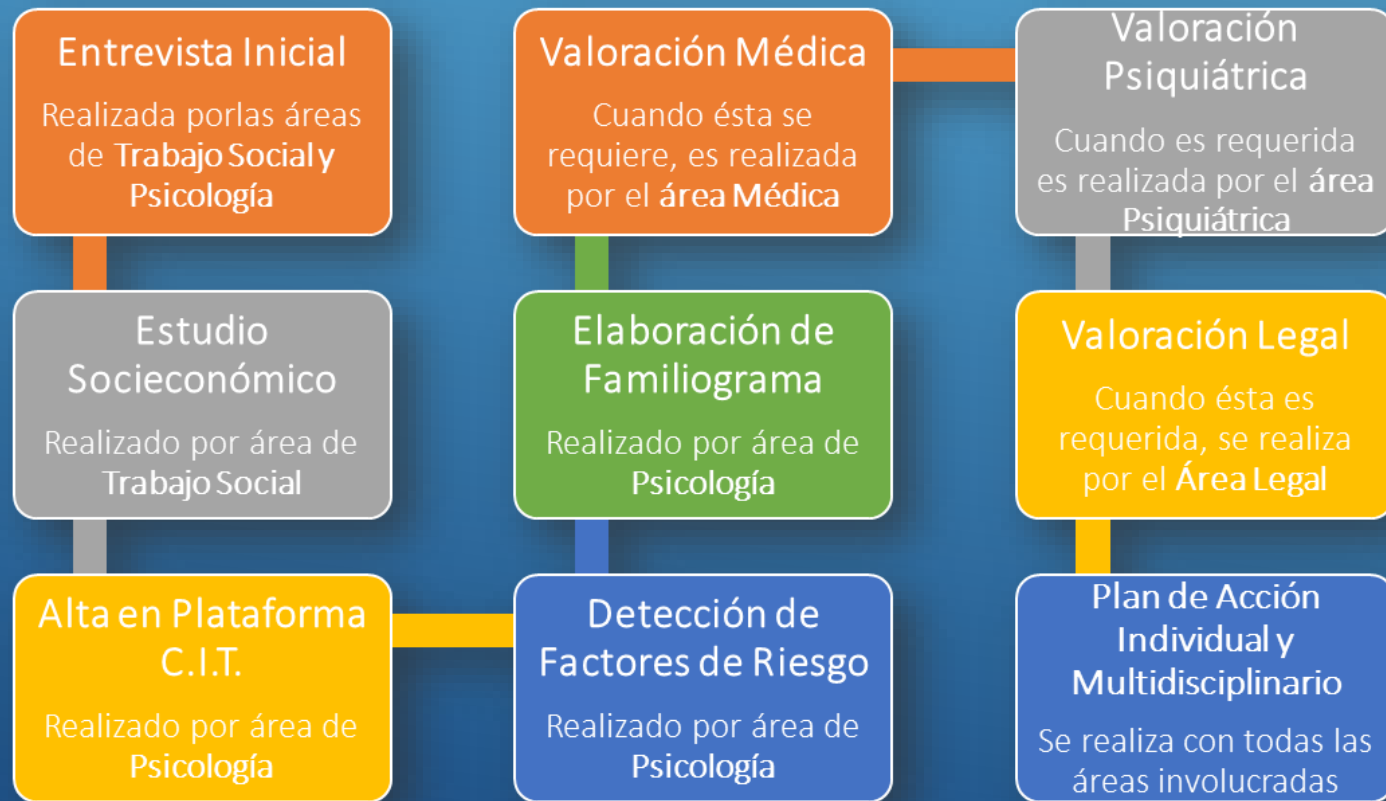 Entrevista Inicial
Realizada porlas áreas
de Trabajo Social y
Psicología
Estudio
Socieconómico
Realizado por área de
Trabajo Social
Alta en Plataforma
C.I.T.
Realizado por área de
Psicología
Detección de
Factores de Riesgo
Realizado por área de
Psicología
Elaboración de
Familiograma
Realizado por área de
Psicología
Valoración Médica
Cuando ésta se
requiere, es realizada
por el área Médica
Valoración
Psiquiátrica
Cuando es requerida
es realizada por el área
Psiquiátrica
Valoración Legal
Cuando ésta es
requerida, se realiza
por el Área Legal
Plan de Acción
Individual y
Multidisciplinario
Se realiza con todas las
áreas involucradas